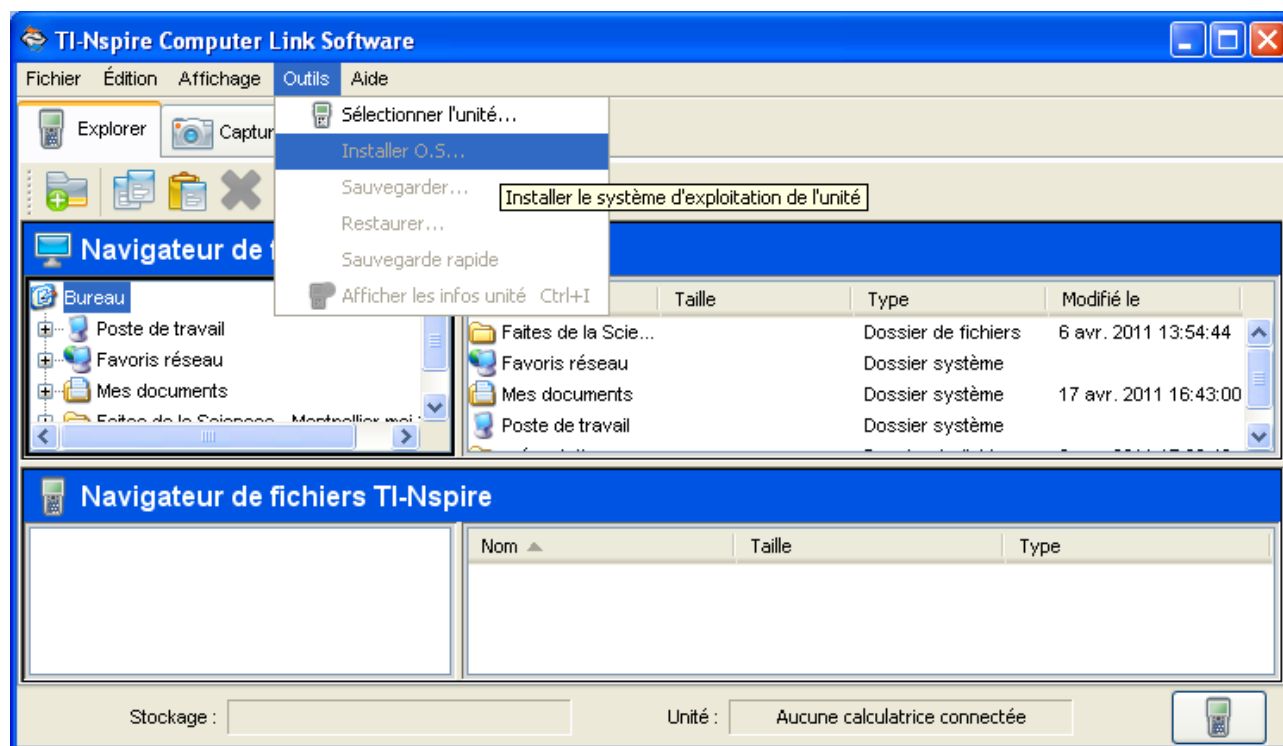 TI-Nspire Computer Link Software
Fichier Édition Affichage Outils Aide
Explorer Captur
Sélectionner l'unité...
Installer O.S...
Sauvegarder...
Installer le système d'exploitation de l'unité
Restaurer...
Sauvegarde rapide
Afficher les infos unité Ctrl+I
Navigateur de
Bureau
Poste de travail
Favoris réseau
Mes documents
Taille Type Modifié le
Faites de la Scie... Dossier de fichiers 6 avr. 2011 13:54:44
Favoris réseau Dossier système
Mes documents Dossier système 17 avr. 2011 16:43:00
Poste de travail Dossier système
Navigateur de fichiers TI-Nspire
Nom Taille Type
Stockage : Unité : Aucune calculatrice connectée